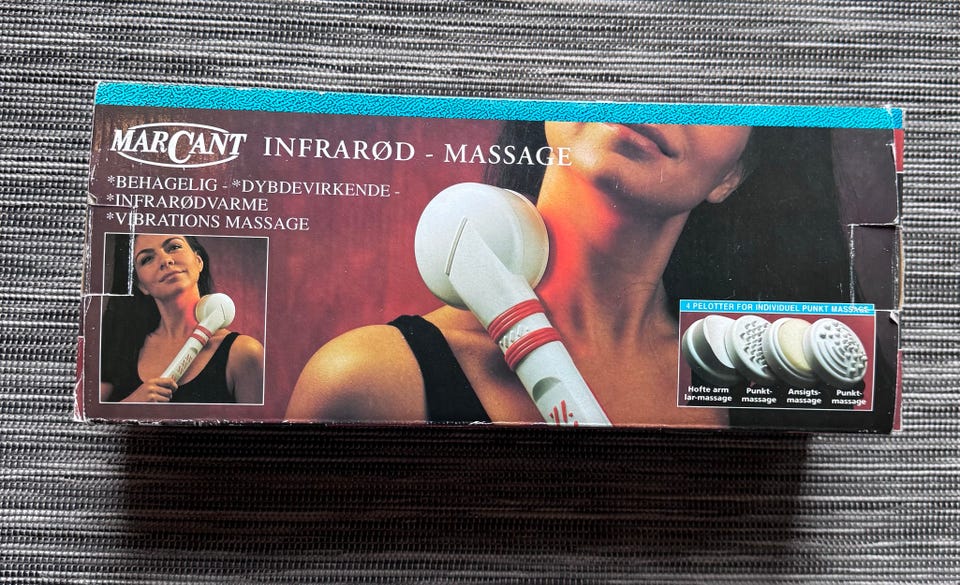 MARCANT INFRARØD - MASSAGE
*BEHAGELIG - *DYBDEVIRKENDE -
*INFRARØDVARME
*VIBRATIONS MASSAGE
4 PELOTTER FOR INDIVIDUEL PUNKT MASSAGE
Hofte arm
lar-massage
Punkt-
massage
Ansigts-
massage
Punkt-
massage